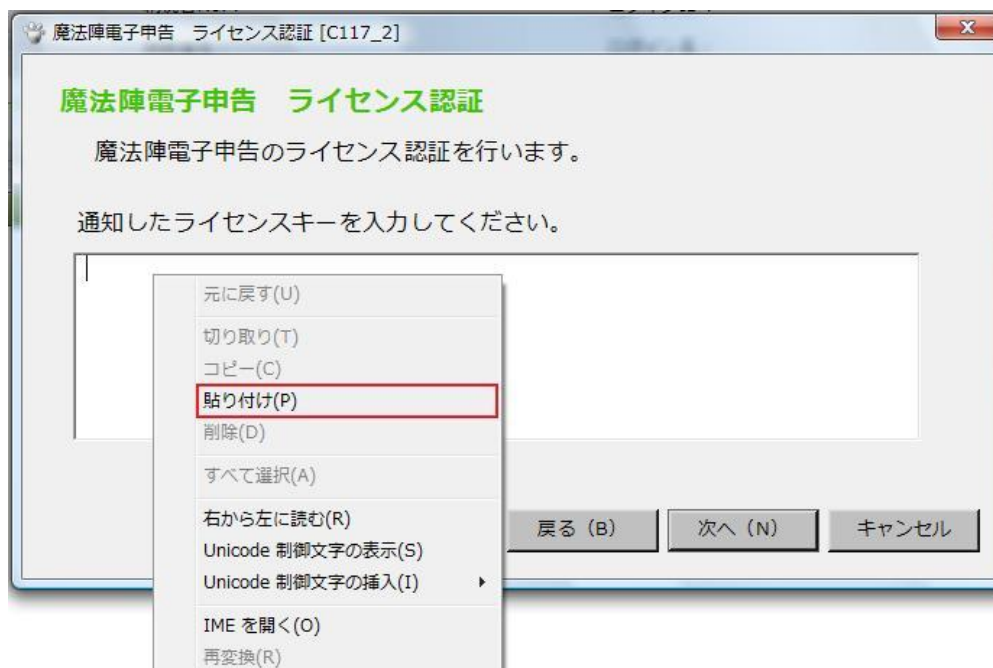 魔法陣電子申告　ライセンス認証 [C117_2]
魔法陣電子申告　ライセンス認証
魔法陣電子申告のライセンス認証を行います。
通知したライセンスキーを入力してください。
元に戻す(U)
切り取り(T)
コピー(C)
貼り付け(P)
削除(D)
すべて選択(A)
右から左に読む(R)
Unicode 制御文字の表示(S)
Unicode 制御文字の挿入(I)
IME を開く(O)
再変換(R)
戻る（B）
次へ（N）
キャンセル